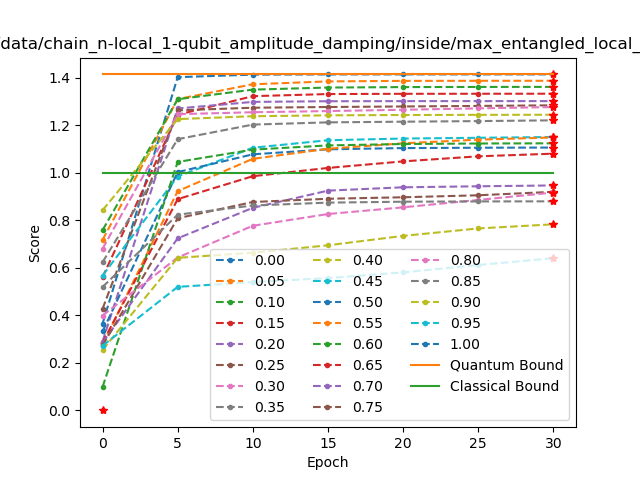 /data/chain_n-local_1-qubit_amplitude_damping/inside/max_entangled_local_
Score
1.4
1.2
1.0
0.8
0.6
0.4
0.2
0.0
0.00 0.40 0.80
0.05 0.45 0.85
0.10 0.50 0.90
0.15 0.55 0.95
0.20 0.60 1.00
0.25 0.65 Quantum Bound
0.30 0.70 Classical Bound
0.35 0.75
0 5 10 15 20 25 30
Epoch